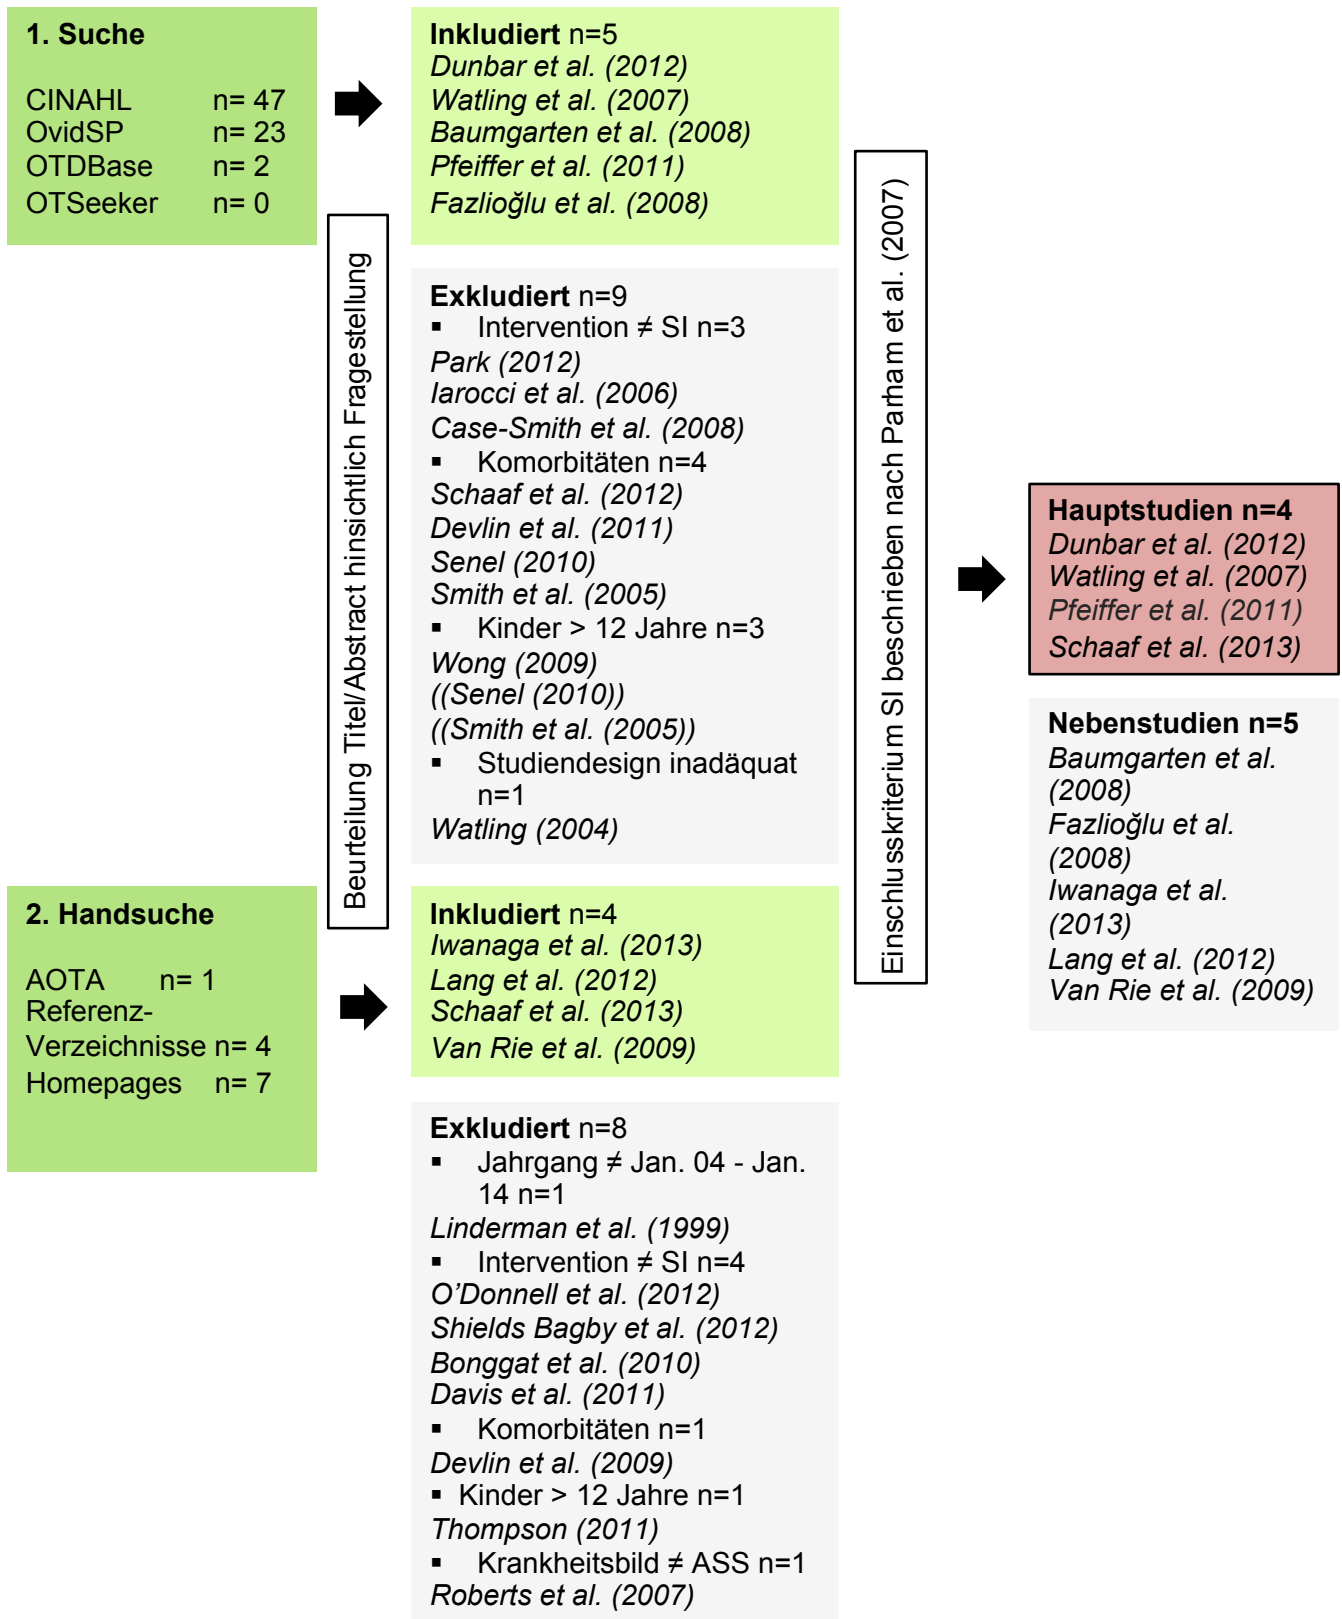 1. Suche
CINAHL n= 47
OvidSP n= 23
OTDBase n= 2
OTSeeker n= 0
Beurteilung Titel/Abstract hinsichtlich Fragestellung
2. Handsuche
AOTA n= 1
Referenz-
Verzeichnisse n= 4
Homepages n= 7
Inkludiert n=5
Dunbar et al. (2012)
Watling et al. (2007)
Baumgarten et al. (2008)
Pfeiffer et al. (2011)
Fazlioğlu et al. (2008)
Exkludiert n=9
▪ Intervention ≠ SI n=3
Park (2012)
Iarocci et al. (2006)
Case-Smith et al. (2008)
▪ Komorbitäten n=4
Schaaf et al. (2012)
Devlin et al. (2011)
Senel (2010)
Smith et al. (2005)
▪ Kinder > 12 Jahre n=3
Wong (2009)
((Senel (2010))
((Smith et al. (2005))
▪ Studiendesign inadäquat
n=1
Watling (2004)
Inkludiert n=4
Iwanaga et al. (2013)
Lang et al. (2012)
Schaaf et al. (2013)
Van Rie et al. (2009)
Exkludiert n=8
▪ Jahrgang ≠ Jan. 04 - Jan.
14 n=1
Linderman et al. (1999)
▪ Intervention ≠ SI n=4
O’Donnell et al. (2012)
Shields Bagby et al. (2012)
Bonggat et al. (2010)
Davis et al. (2011)
▪ Komorbitäten n=1
Devlin et al. (2009)
▪ Kinder > 12 Jahre n=1
Thompson (2011)
▪ Krankheitsbild ≠ ASS n=1
Roberts et al. (2007)
Einschlusskriterium SI beschrieben nach Parham et al. (2007)
Hauptstudien n=4
Dunbar et al. (2012)
Watling et al. (2007)
Pfeiffer et al. (2011)
Schaaf et al. (2013)
Nebenstudien n=5
Baumgarten et al.
(2008)
Fazlioğlu et al.
(2008)
Iwanaga et al.
(2013)
Lang et al. (2012)
Van Rie et al. (2009)